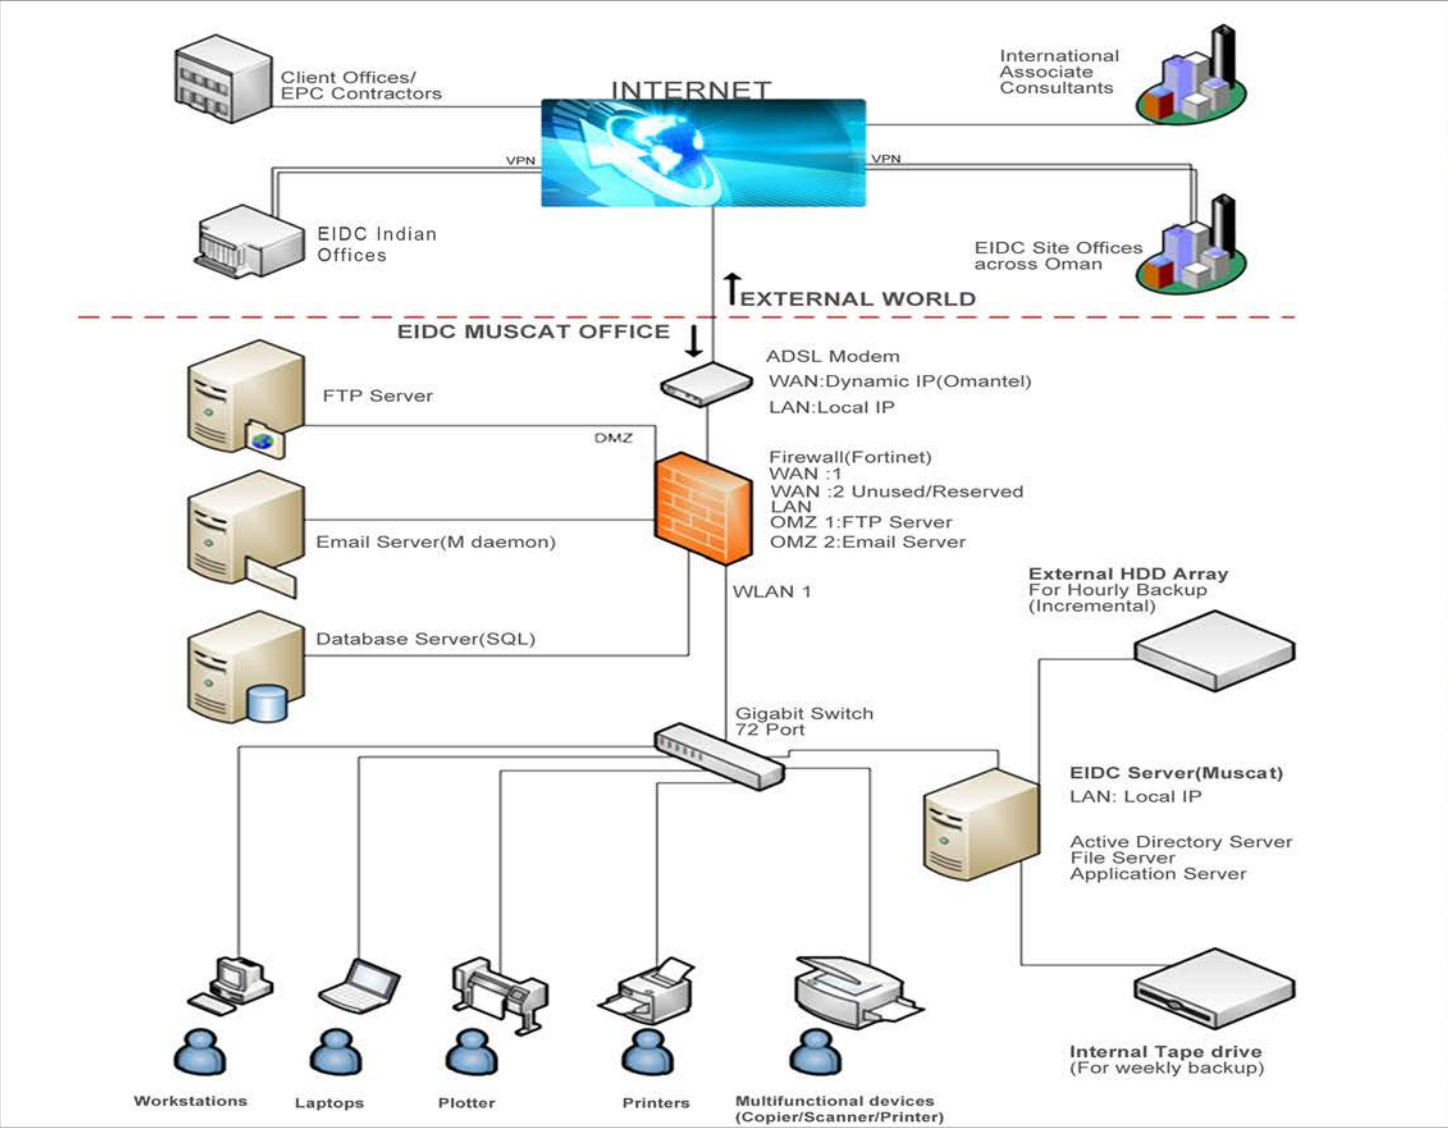 Client Offices/
EPC Contractors
INTERNET
International
Associate
Consultants
VPN
VPN
EIDC Indian
Offices
EIDC Site Offices
across Oman
EXTERNAL WORLD
EIDC MUSCAT OFFICE
ADSL Modem
WAN:Dynamic IP(Omantel)
LAN:Local IP
FTP Server
DMZ
Firewall(Fortinet)
WAN :1
WAN :2 Unused/Reserved
LAN
OMZ 1:FTP Server
OMZ 2:Email Server
Email Server(M daemon)
WLAN 1
External HDD Array
For Hourly Backup
(Incremental)
Database Server(SQL)
Gigabit Switch
72 Port
EIDC Server(Muscat)
LAN: Local IP
Active Directory Server
File Server
Application Server
Internal Tape drive
(For weekly backup)
Workstations
Laptops
Plotter
Printers
Multifunctional devices
(Copier/Scanner/Printer)